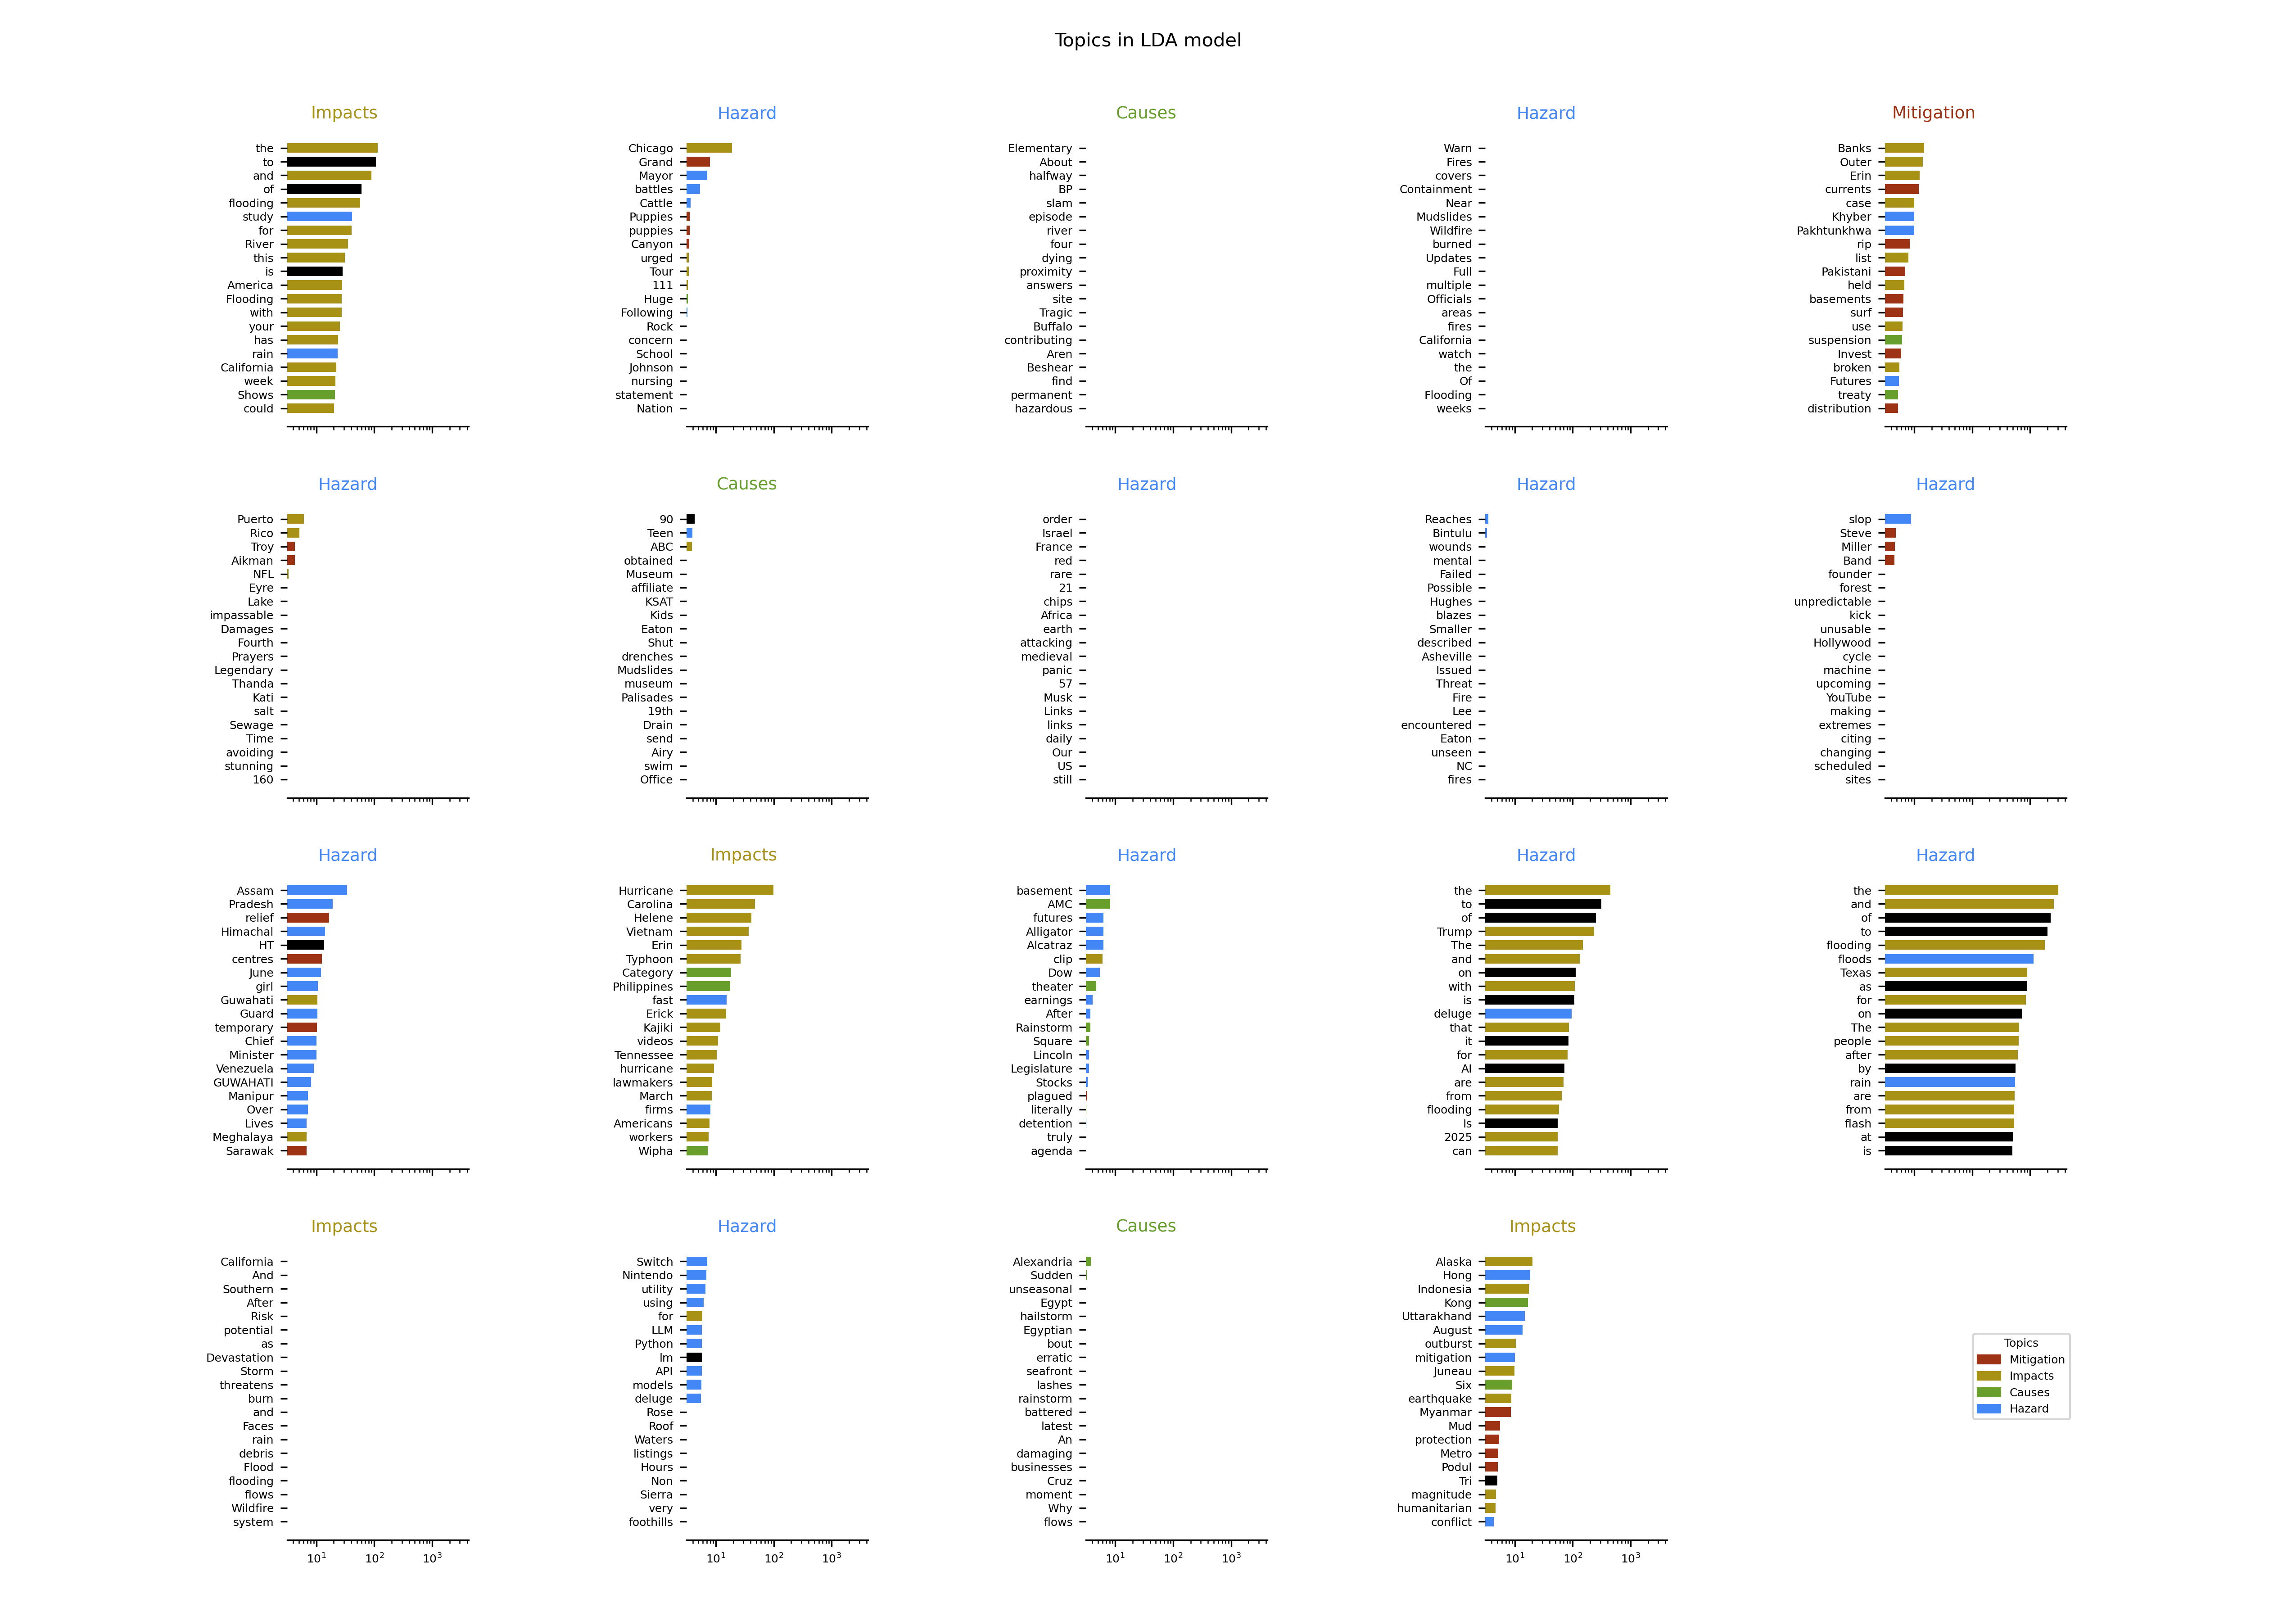 Topics in LDA model
Impacts
the
to
and
of
flooding
study
for
River
this
is
America
Flooding
with
your
has
rain
California
week
Shows
could
Hazard
Chicago
Grand
Mayor
battles
Cattle
Puppies
puppies
Canyon
urged
Tour
111
Huge
Following
Rock
concern
School
Johnson
nursing
statement
Nation
Causes
Elementary
About
halfway
BP
slam
episode
river
four
dying
proximity
answers
site
Tragic
Buffalo
contributing
Aren
Beshear
find
permanent
hazardous
Hazard
Warn
Fires
covers
Containment
Near
Mudslides
Wildfire
burned
Updates
Full
multiple
Officials
areas
fires
California
watch
the
Of
Flooding
weeks
Mitigation
Banks
Outer
Erin
currents
case
Khyber
Pakhtunkhwa
rip
list
Pakistani
held
basements
surf
use
suspension
Invest
broken
Futures
treaty
distribution
Hazard
Puerto
Rico
Troy
Aikman
NFL
Eyre
Lake
impassable
Damages
Fourth
Prayers
Legendary
Thanda
Kati
salt
Sewage
Time
avoiding
stunning
160
Causes
90
Teen
ABC
obtained
Museum
affiliate
KSAT
Kids
Eaton
Shut
drenches
Mudslides
museum
Palisades
19th
Drain
send
Airy
swim
Office
Hazard
order
Israel
France
red
rare
21
chips
Africa
earth
attacking
medieval
panic
57
Musk
Links
links
daily
Our
US
still
Hazard
Reaches
Bintulu
wounds
mental
Failed
Possible
Hughes
blazes
Smaller
described
Asheville
Issued
Threat
Fire
Lee
encountered
Eaton
unseen
NC
fires
Hazard
slop
Steve
Miller
Band
founder
forest
unpredictable
kick
unusable
Hollywood
cycle
machine
upcoming
YouTube
making
extremes
citing
changing
scheduled
sites
Hazard
Assam
Pradesh
relief
Himachal
HT
centres
June
girl
Guwahati
Guard
temporary
Chief
Minister
Venezuela
GUWAHATI
Manipur
Over
Lives
Meghalaya
Sarawak
Impacts
Hurricane
Carolina
Helene
Vietnam
Erin
Typhoon
Category
Philippines
fast
Erick
Kajiki
videos
Tennessee
hurricane
lawmakers
March
firms
Americans
workers
Wipha
Hazard
basement
AMC
futures
Alligator
Alcatraz
clip
Dow
theater
earnings
After
Rainstorm
Square
Lincoln
Legislature
Stocks
plagued
literally
detention
truly
agenda
Hazard
the
to
of
Trump
The
and
on
with
is
deluge
that
it
for
AI
are
from
flooding
Is
2025
can
Hazard
the
and
of
to
flooding
floods
Texas
as
for
on
The
people
after
by
rain
are
from
flash
at
is
Impacts
California
And
Southern
After
Risk
potential
as
Devastation
Storm
threatens
burn
and
Faces
rain
debris
Flood
flooding
flows
Wildfire
system
10¹ 10² 10³
Hazard
Switch
Nintendo
utility
using
for
LLM
Python
lm
API
models
deluge
Rose
Roof
Waters
listings
Hours
Non
Sierra
very
foothills
10¹ 10² 10³
Causes
Alexandria
Sudden
unseasonal
Egypt
hailstorm
Egyptian
bout
erratic
seafront
lashes
rainstorm
battered
latest
An
damaging
businesses
Cruz
moment
Why
flows
10¹ 10² 10³
Impacts
Alaska
Hong
Indonesia
Kong
Uttarakhand
August
outburst
mitigation
Juneau
Six
earthquake
Myanmar
Mud
protection
Metro
Podul
Tri
magnitude
humanitarian
conflict
10¹ 10² 10³
Topics
Mitigation
Impacts
Causes
Hazard